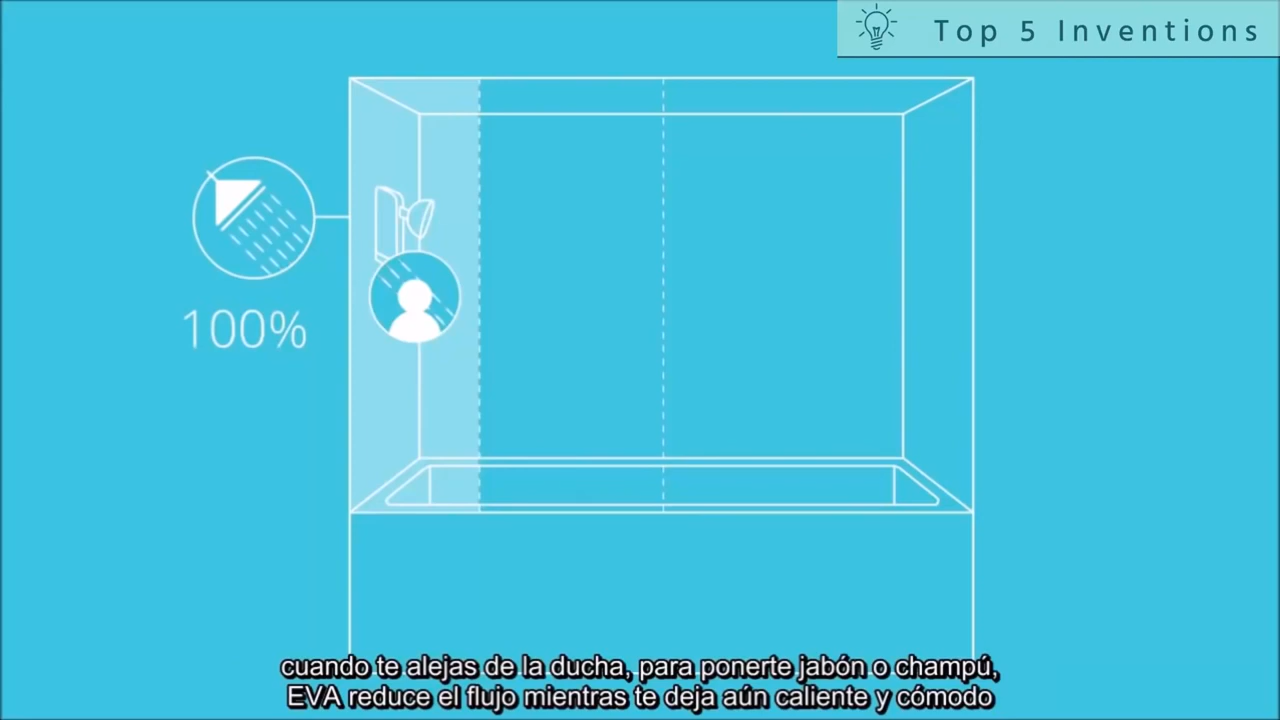 Top 5 Inventions
100%
cuando te alejas de la ducha, para ponerte jabón o champú,
EVA reduce el flujo mientras te deja aún caliente y cómodo